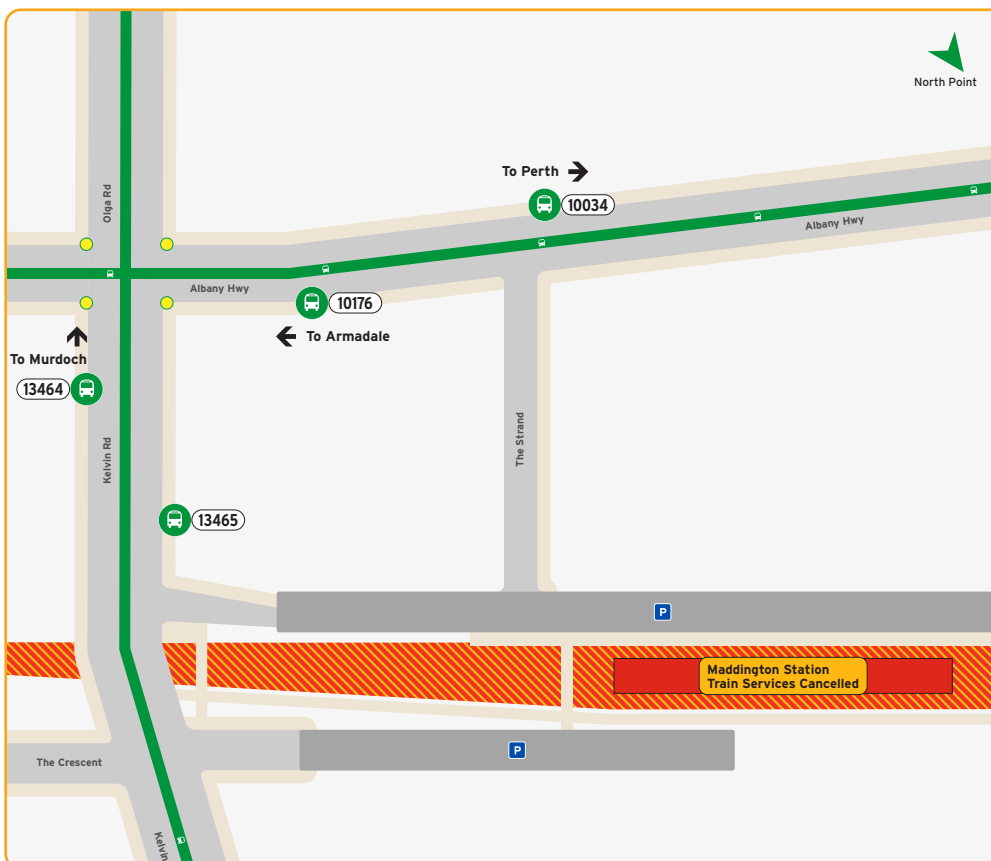 North Point
Olga Rd
To Perth
10034
Albany Hwy
Albany Hwy
10176
To Armadale
To Murdoch
13464
Kelvin Rd
The Strand
13465
P
Maddington Station
Train Services Cancelled
P
The Crescent
Kelvin